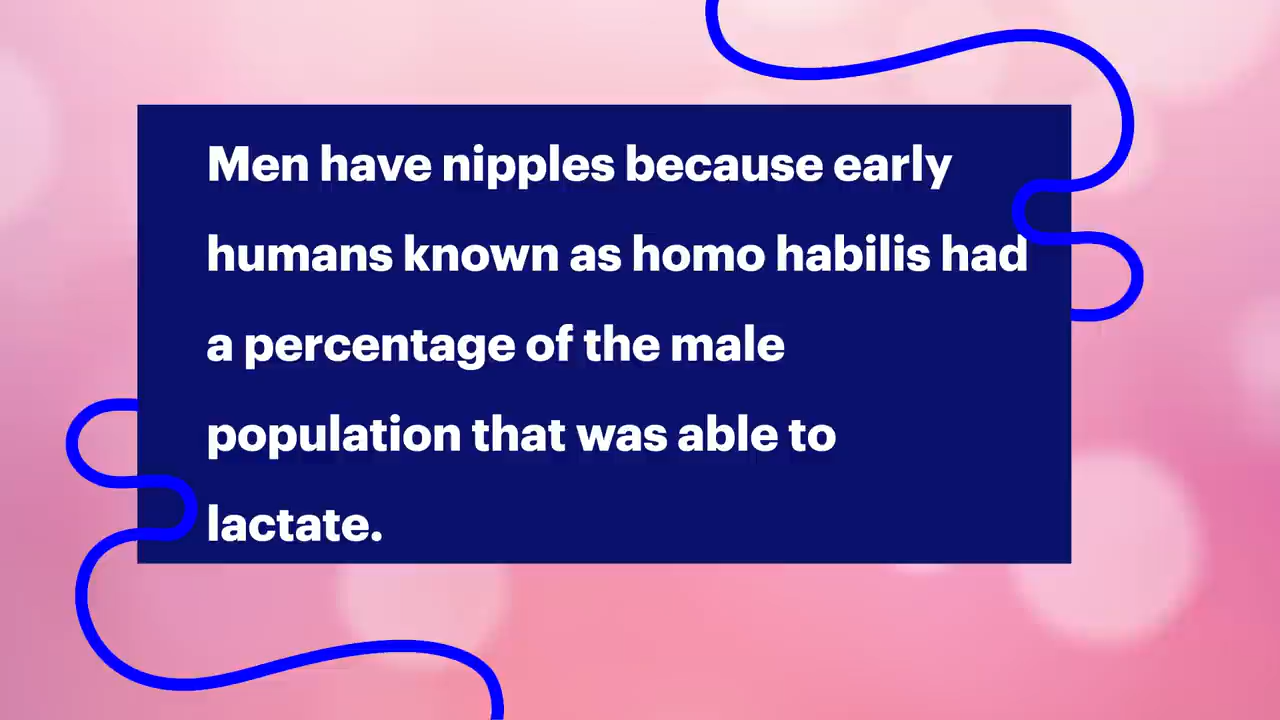 Men have nipples because early
humans known as homo habilis had
a percentage of the male
population that was able to
lactate.